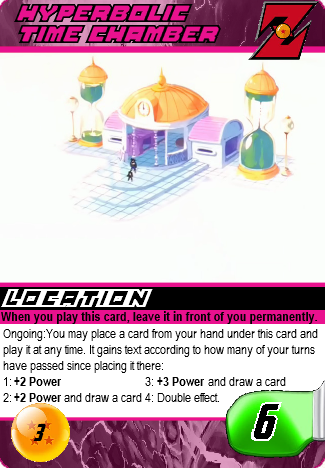 HYPERBOLIC
TIME CHAMBER
Z
LOCATION
When you play this card, leave it in front of you permanently.
Ongoing:You may place a card from your hand under this card and
play it at any time. It gains text according to how many of your turns
have passed since placing it there:
1: +2 Power 3: +3 Power and draw a card
2: +2 Power and draw a card 4: Double effect.
3
6